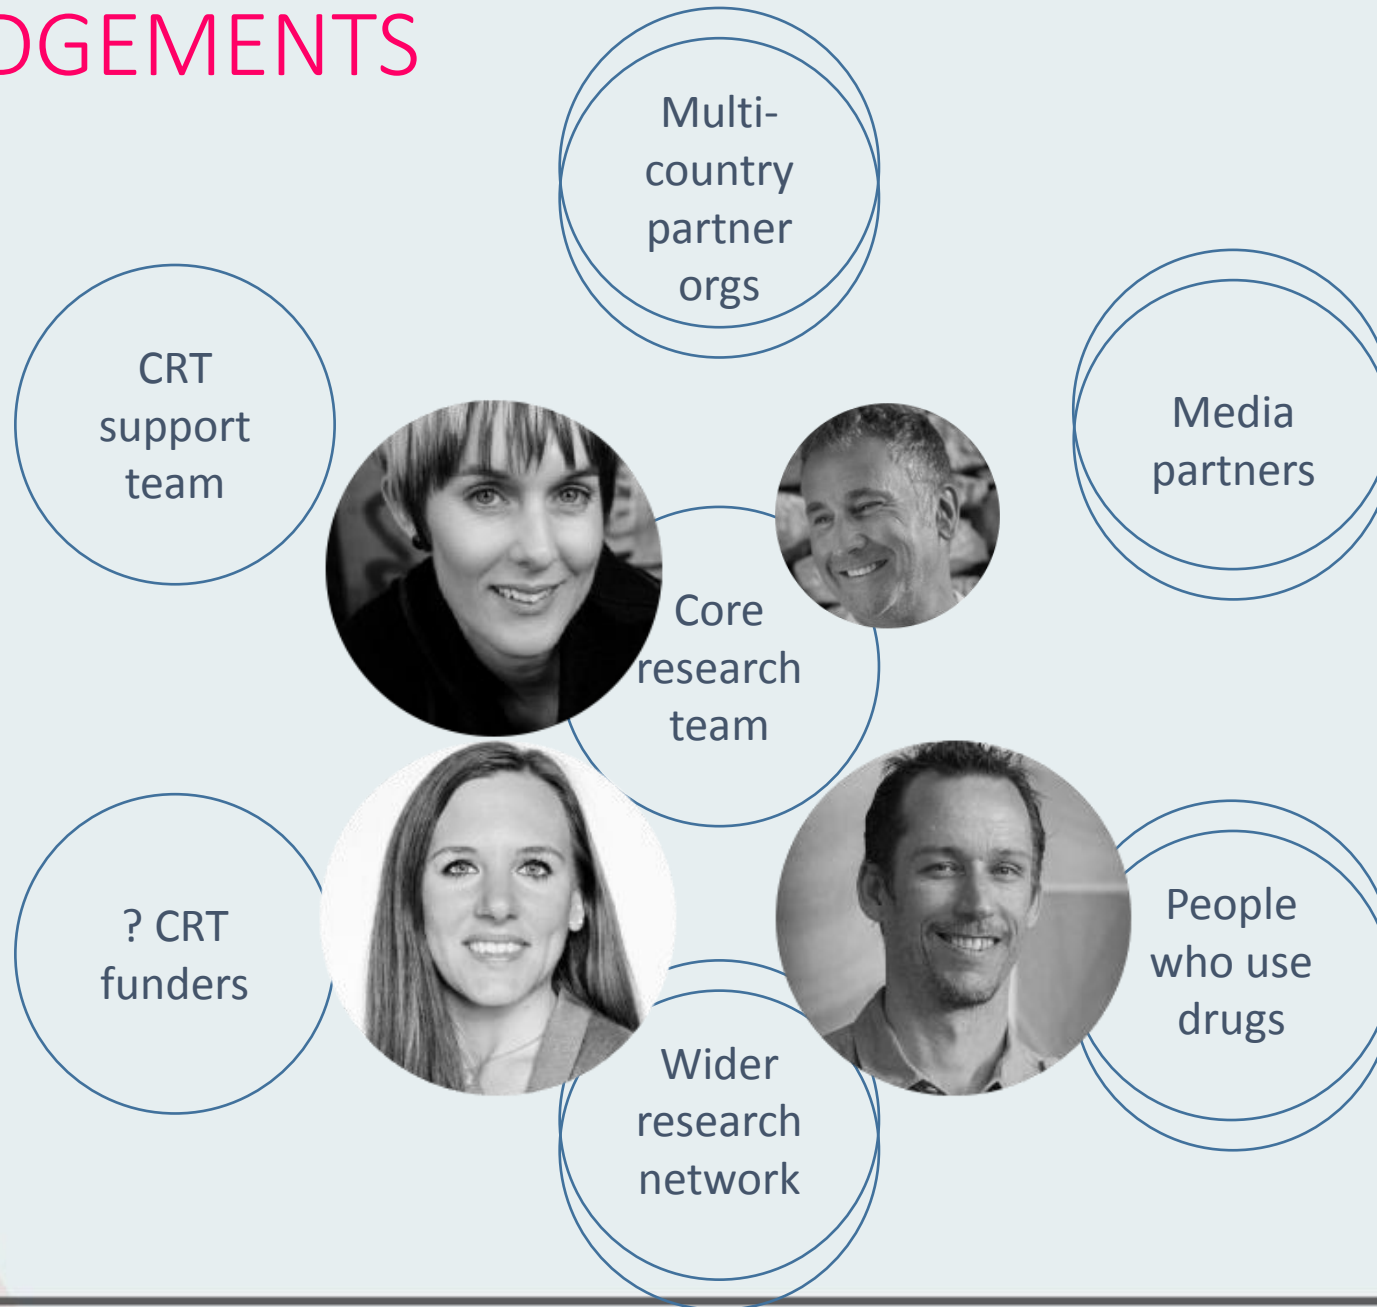 DGEMENTS
Multi-
country
partner
orgs
CRT
support
team
Media
partners
Core
research
team
? CRT
funders
People
who use
drugs
Wider
research
network